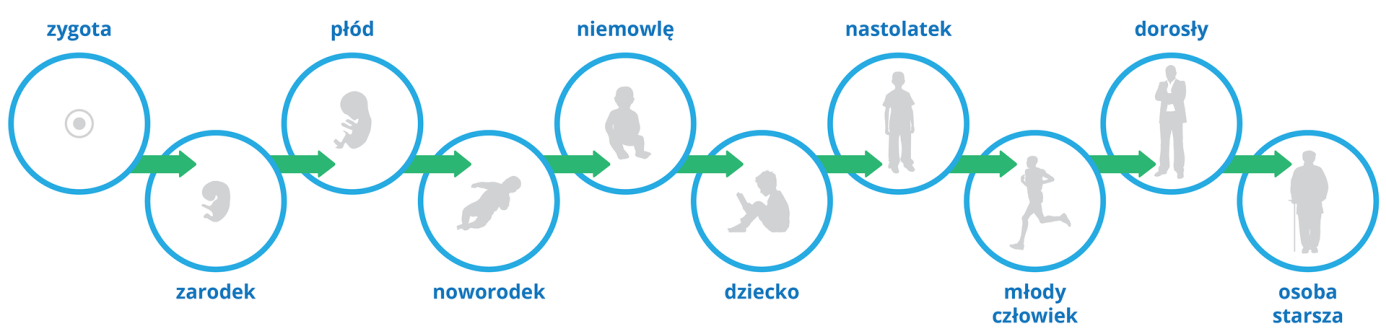 zygota
zarodek
płód
noworodek
niemowlę
dziecko
nastolatek
młody
człowiek
dorosły
osoba
starsza